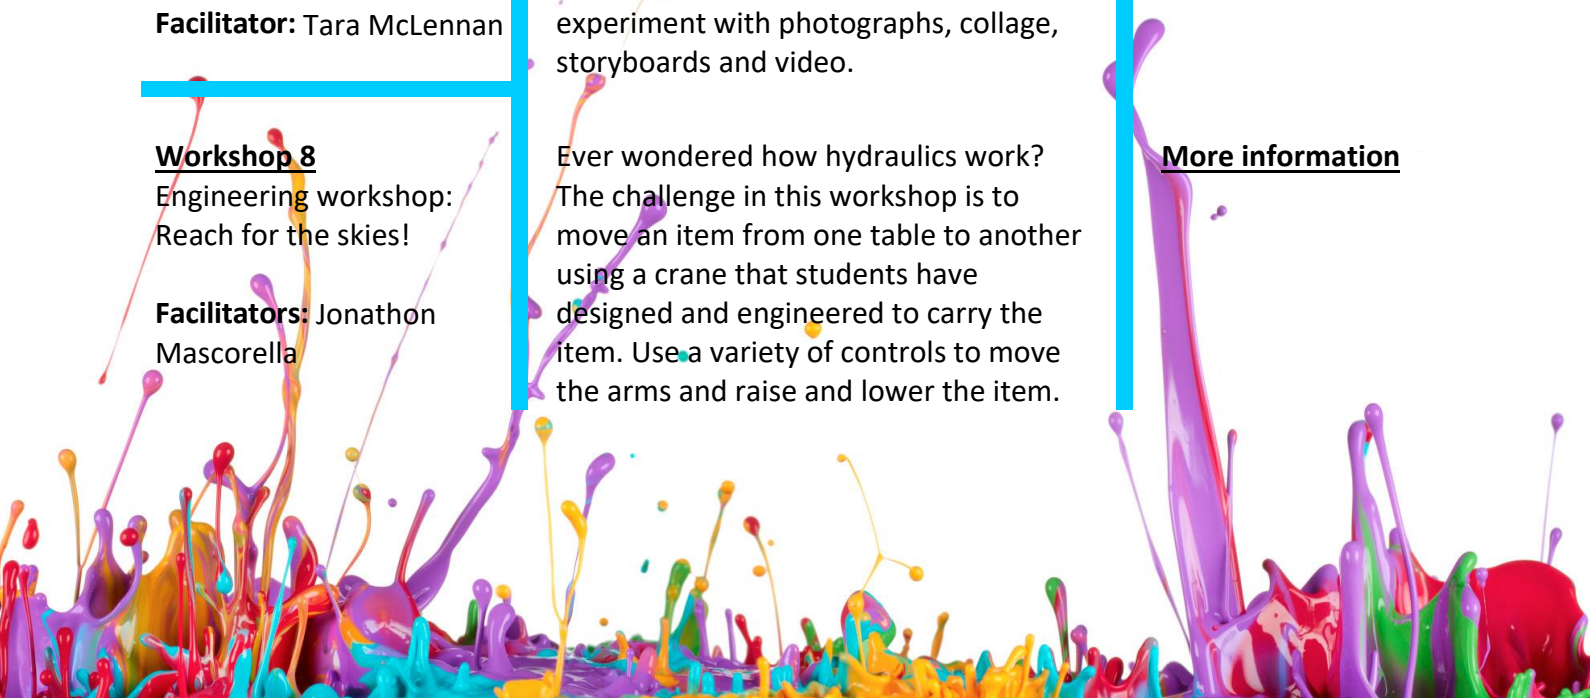 Facilitator: Tara McLennan
experiment with photographs, collage,
storyboards and video.
Workshop 8
Engineering workshop:
Reach for the skies!
Facilitators: Jonathon
Mascorella
Ever wondered how hydraulics work?
The challenge in this workshop is to
move an item from one table to another
using a crane that students have
designed and engineered to carry the
item. Use a variety of controls to move
the arms and raise and lower the item.
More information